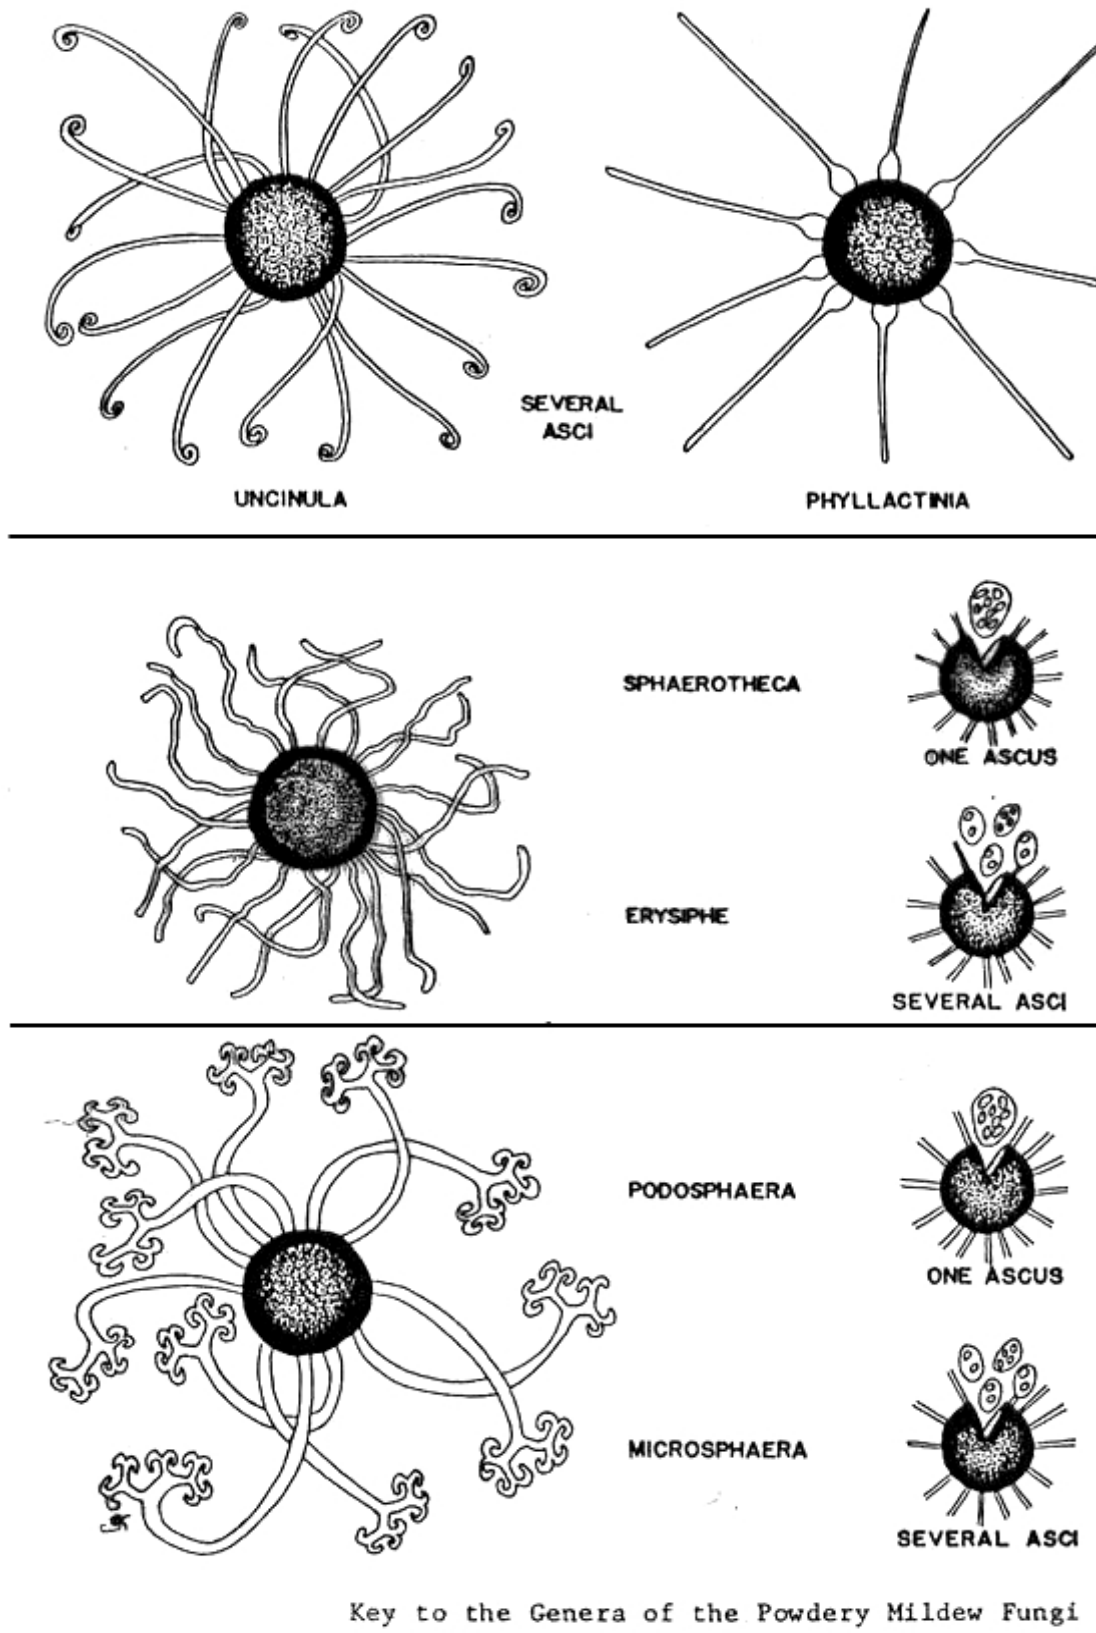 SEVERAL
ASCI
UNCINULA
PHYLLACTINIA
SPHAEROTHECA
ONE ASCUS
ERYSIPHE
SEVERAL ASCI
PODOSPHAERA
ONE ASCUS
MICROSPHAERA
SEVERAL ASCI
Key to the Genera of the Powdery Mildew Fungi